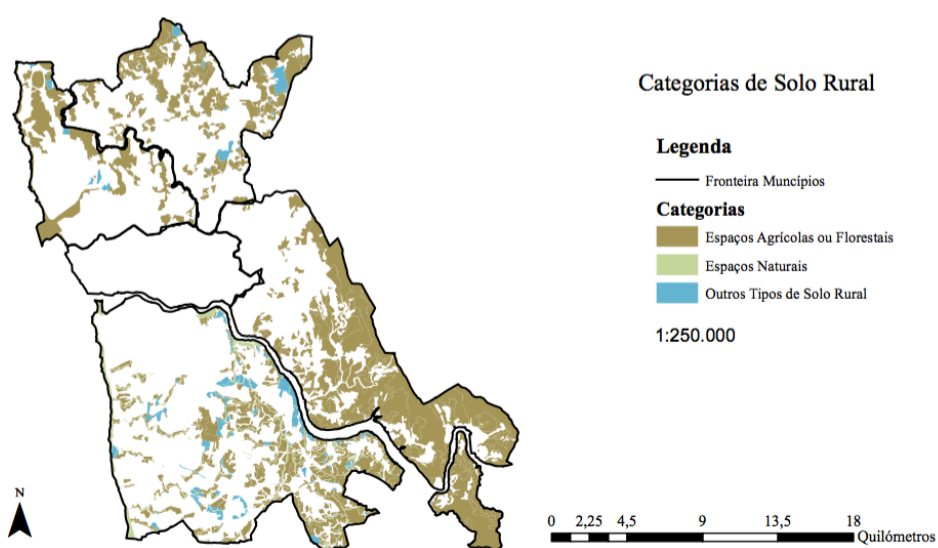 Categorias de Solo Rural
Legenda
Fronteira Muncípios
Categorias
Espaços Agrícolas ou Florestais
Espaços Naturais
Outros Tipos de Solo Rural
1:250.000
N
0 2,25 4,5 9 13,5 18
Quilómetros